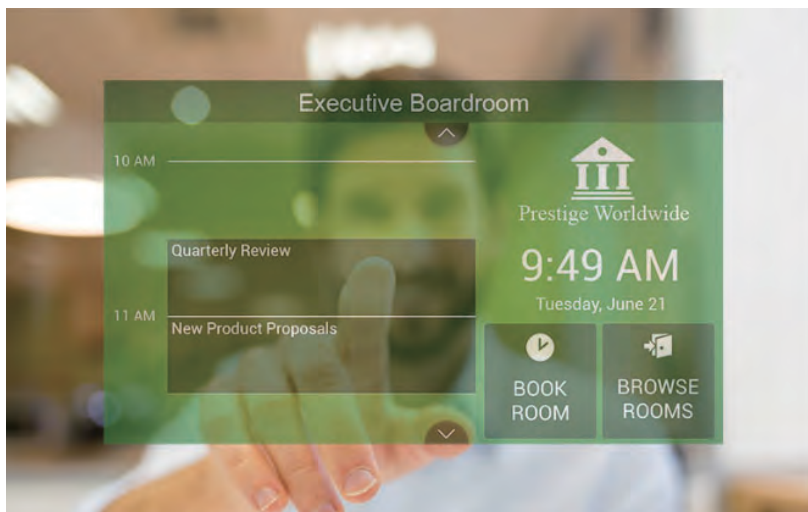 Executive Boardroom
10 AM
Quarterly Review
11 AM
New Product Proposals
Prestige Worldwide
9:49 AM
Tuesday, June 21
BOOK
ROOM
BROWSE
ROOMS